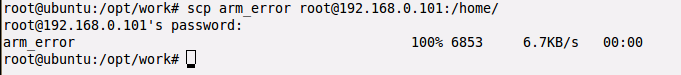 root@ubuntu:/opt/work# scp arm_error root@192.168.0.101:/home/
root@192.168.0.101's password:
arm_error 100% 6853 6.7KB/s 00:00
root@ubuntu:/opt/work#